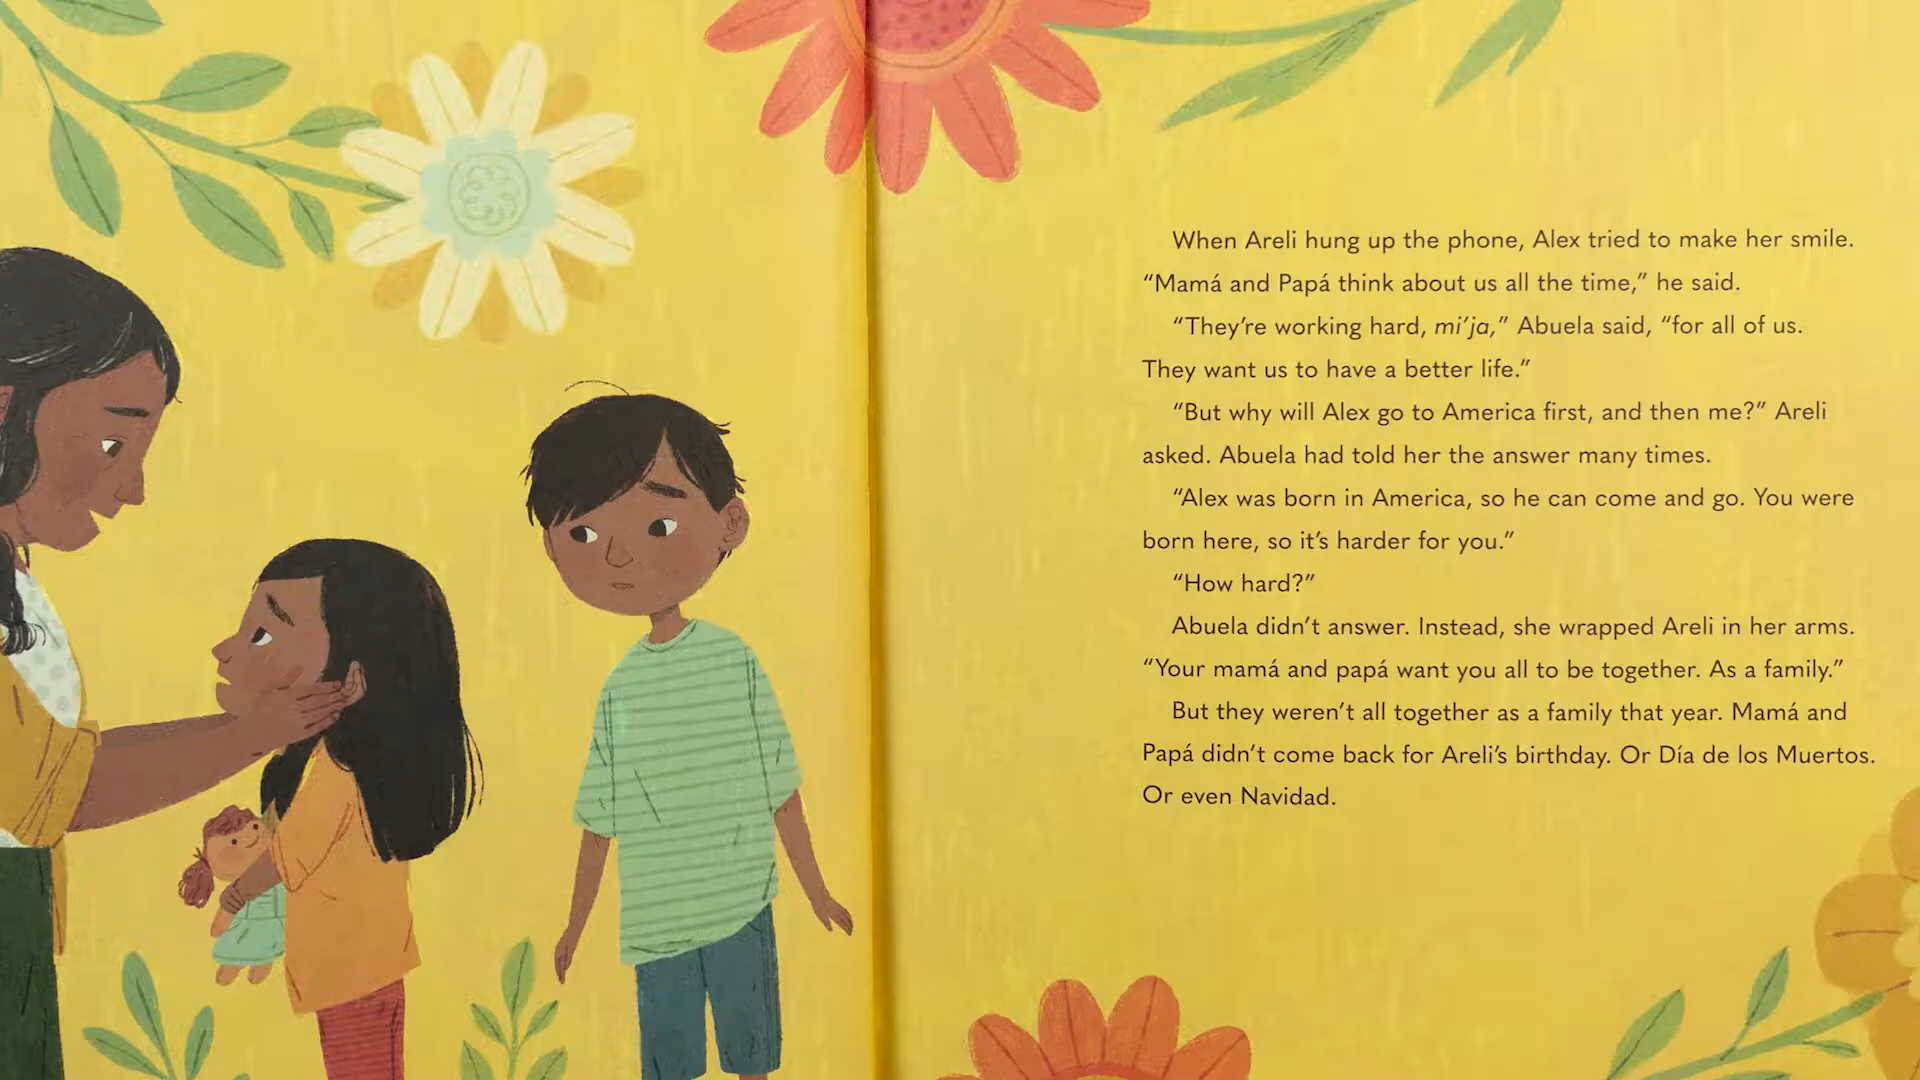 When Areli hung up the phone, Alex tried to make her smile.
“Mamá and Papá think about us all the time,” he said.
“They’re working hard, mi’ja,” Abuela said, “for all of us.
They want us to have a better life.”
“But why will Alex go to America first, and then me?” Areli
asked. Abuela had told her the answer many times.
“Alex was born in America, so he can come and go. You were
born here, so it’s harder for you.”
“How hard?”
Abuela didn’t answer. Instead, she wrapped Areli in her arms.
“Your mamá and papá want you all to be together. As a family.”
But they weren’t all together as a family that year. Mamá and
Papá didn’t come back for Areli’s birthday. Or Día de los Muertos.
Or even Navidad.